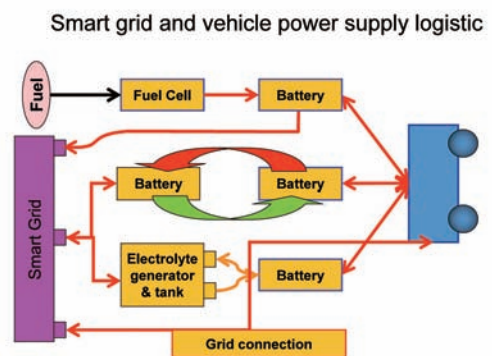 Smart grid and vehicle power supply logistic
Fuel
Fuel Cell
Battery
Smart Grid
Battery
Battery
Electrolyte
generator
& tank
Battery
Grid connection